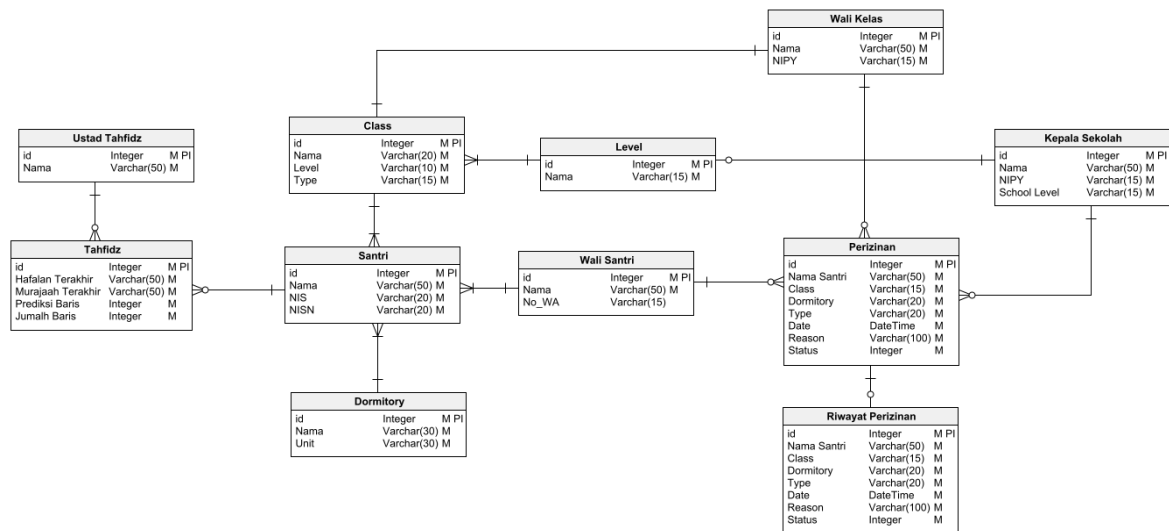 Wali Kelas
id Integer M PI
Nama Varchar(50) M
NIPY Varchar(15) M
Class
id Integer M PI
Nama Varchar(20) M
Level Varchar(10) M
Type Varchar(15) M
Ustad Tahfidz
id Integer M PI
Nama Varchar(50) M
Level
id Integer M PI
Nama Varchar(15) M
Kepala Sekolah
id Integer M PI
Nama Varchar(50) M
NIPY Varchar(15) M
School Level Varchar(15) M
Tahfidz
id Integer M PI
Hafalan Terakhir Varchar(50) M
Murajaah Terakhir Varchar(50) M
Prediksi Baris Integer M
Jumalh Baris Integer M
Santri
id Integer M PI
Nama Varchar(50) M
NIS Varchar(20) M
NISN Varchar(20) M
Wali Santri
id Integer M PI
Nama Varchar(50) M
No_WA Varchar(15)
Perizinan
id Integer M PI
Nama Santri Varchar(50) M
Class Varchar(15) M
Dormitory Varchar(20) M
Type Varchar(20) M
Date DateTime M
Reason Varchar(100) M
Status Integer M
Dormitory
id Integer M PI
Nama Varchar(30) M
Unit Varchar(30) M
Riwayat Perizinan
id Integer M PI
Nama Santri Varchar(50) M
Class Varchar(15) M
Dormitory Varchar(20) M
Type Varchar(20) M
Date DateTime M
Reason Varchar(100) M
Status Integer M